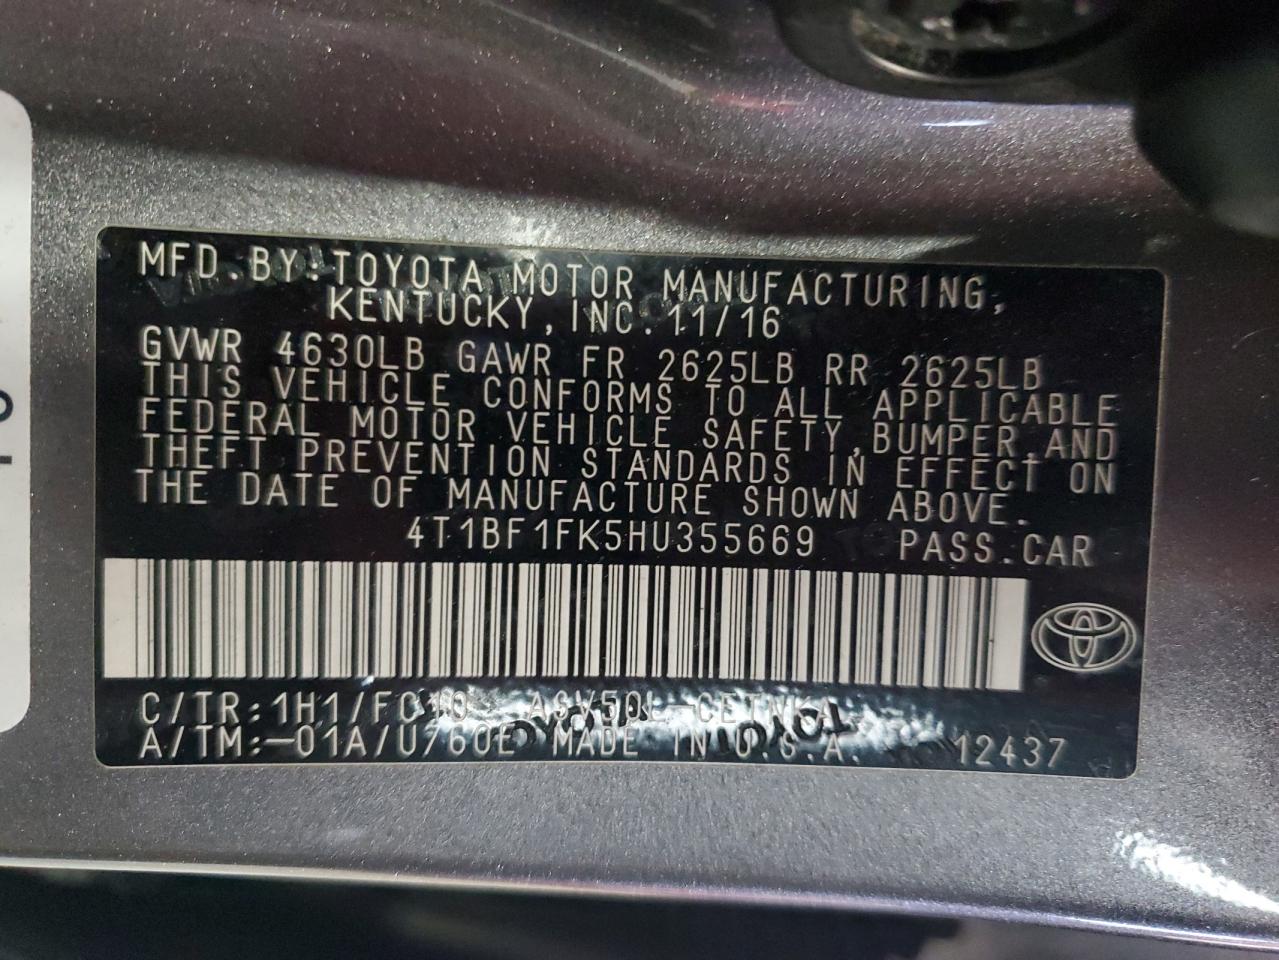 MFD.BY:TOYOTA MOTOR MANUFACTURING,
KENTUCKY,INC. 11/16
GVWR 4630LB GAWR FR 2625LB RR 2625LB
THIS VEHICLE CONFORMS TO ALL APPLICABLE
FEDERAL MOTOR VEHICLE SAFETY,BUMPER,AND
THEFT PREVENTION STANDARDS IN EFFECT ON
THE DATE OF MANUFACTURE SHOWN ABOVE.
4T1BF1FK5HU355669 PASS.CAR
C/TR:1H1/FC10 ASV50L-CETNKA
A/TM:-01A/U760E MADE IN U.S.A. 12437